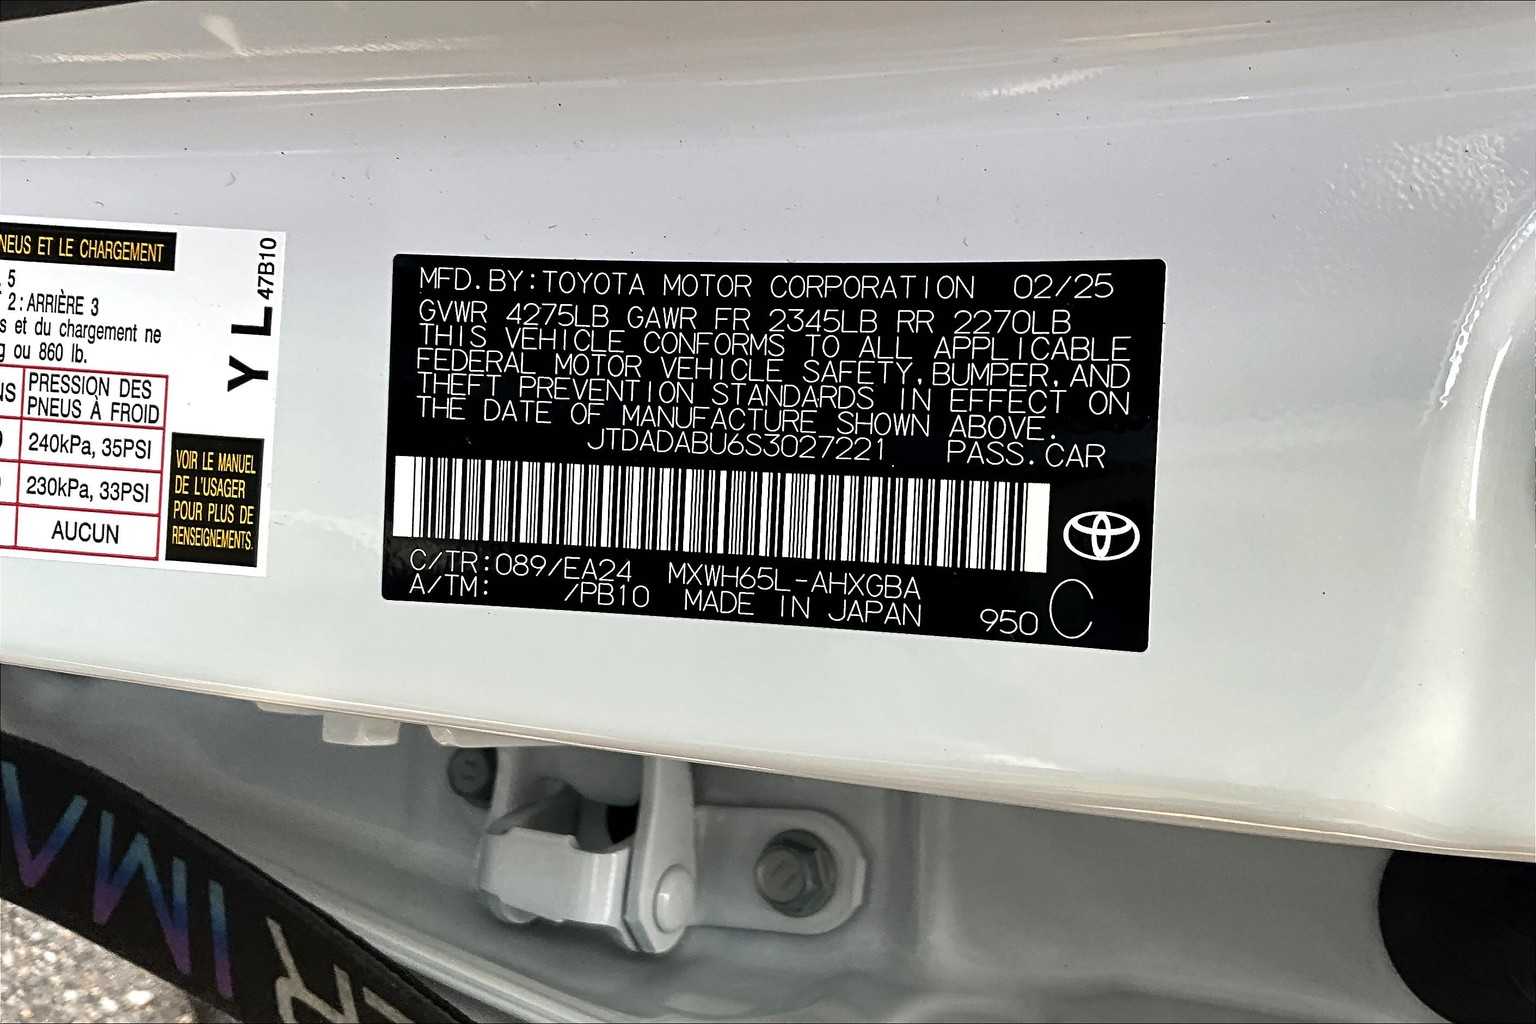 NEUS ET LE CHARGEMENT
5
2 : ARRIÈRE 3
s et du chargement ne
g ou 860 lb.
NS PRESSION DES PNEUS À FROID
240kPa, 35PSI
230kPa, 33PSI
AUCUN
YL 47B10
VOIR LE MANUEL
DE L'USAGER
POUR PLUS DE
RENSEIGNEMENTS.
MFD.BY:TOYOTA MOTOR CORPORATION 02/25
GVWR 4275LB GAWR FR 2345LB RR 2270LB
THIS VEHICLE CONFORMS TO ALL APPLICABLE
FEDERAL MOTOR VEHICLE SAFETY, BUMPER, AND
THEFT PREVENTION STANDARDS IN EFFECT ON
THE DATE OF MANUFACTURE SHOWN ABOVE.
JTDADABU6S3027221 PASS.CAR
C/TR:089/EA24 MXWH65L-AHXGBA
A/TM: /PB10 MADE IN JAPAN 950 C